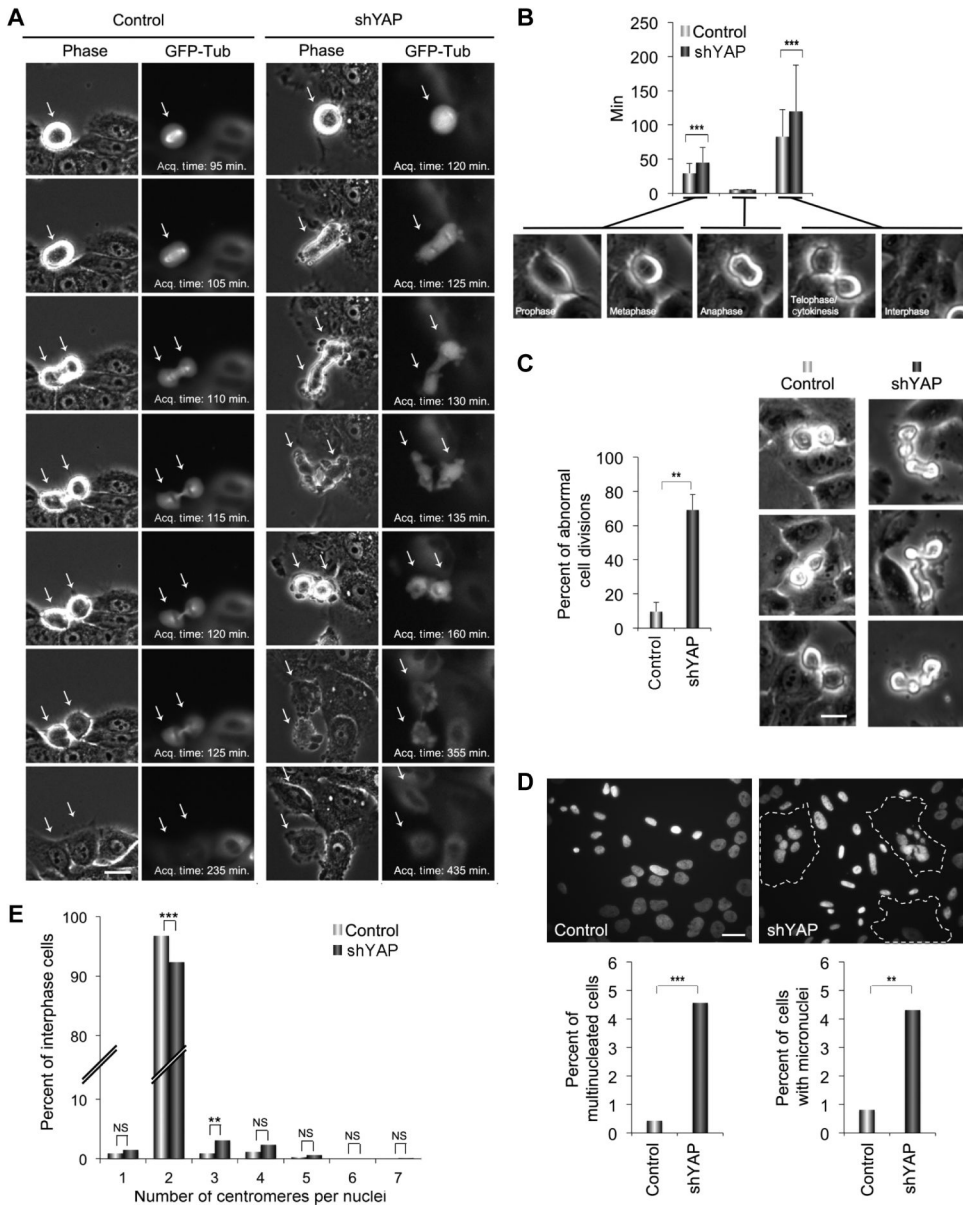 A
Control
shYAP
Phase
GFP-Tub
Phase
GFP-Tub
Acq. time: 95 min.
Acq. time: 120 min.
Acq. time: 105 min.
Acq. time: 125 min.
Acq. time: 110 min.
Acq. time: 130 min.
Acq. time: 115 min.
Acq. time: 135 min.
Acq. time: 120 min.
Acq. time: 160 min.
Acq. time: 125 min.
Acq. time: 355 min.
Acq. time: 235 min.
Acq. time: 435 min.
B
Control
shYAP
Min
250
200
150
100
50
0
***
***
Prophase
Metaphase
Anaphase
Telophase/
cytokinesis
Interphase
C
Percent of abnormal
cell divisions
100
80
60
40
20
0
**
Control
shYAP
Control
shYAP
D
Control
shYAP
Percent of
multinucleated cells
6
5
4
3
2
1
0
***
Control
shYAP
Percent of cells
with micronuclei
6
5
4
3
2
1
0
**
Control
shYAP
E
Percent of interphase cells
100
90
80
10
0
Control
shYAP
NS
***
**
NS
NS
NS
NS
1 2 3 4 5 6 7
Number of centromeres per nuclei